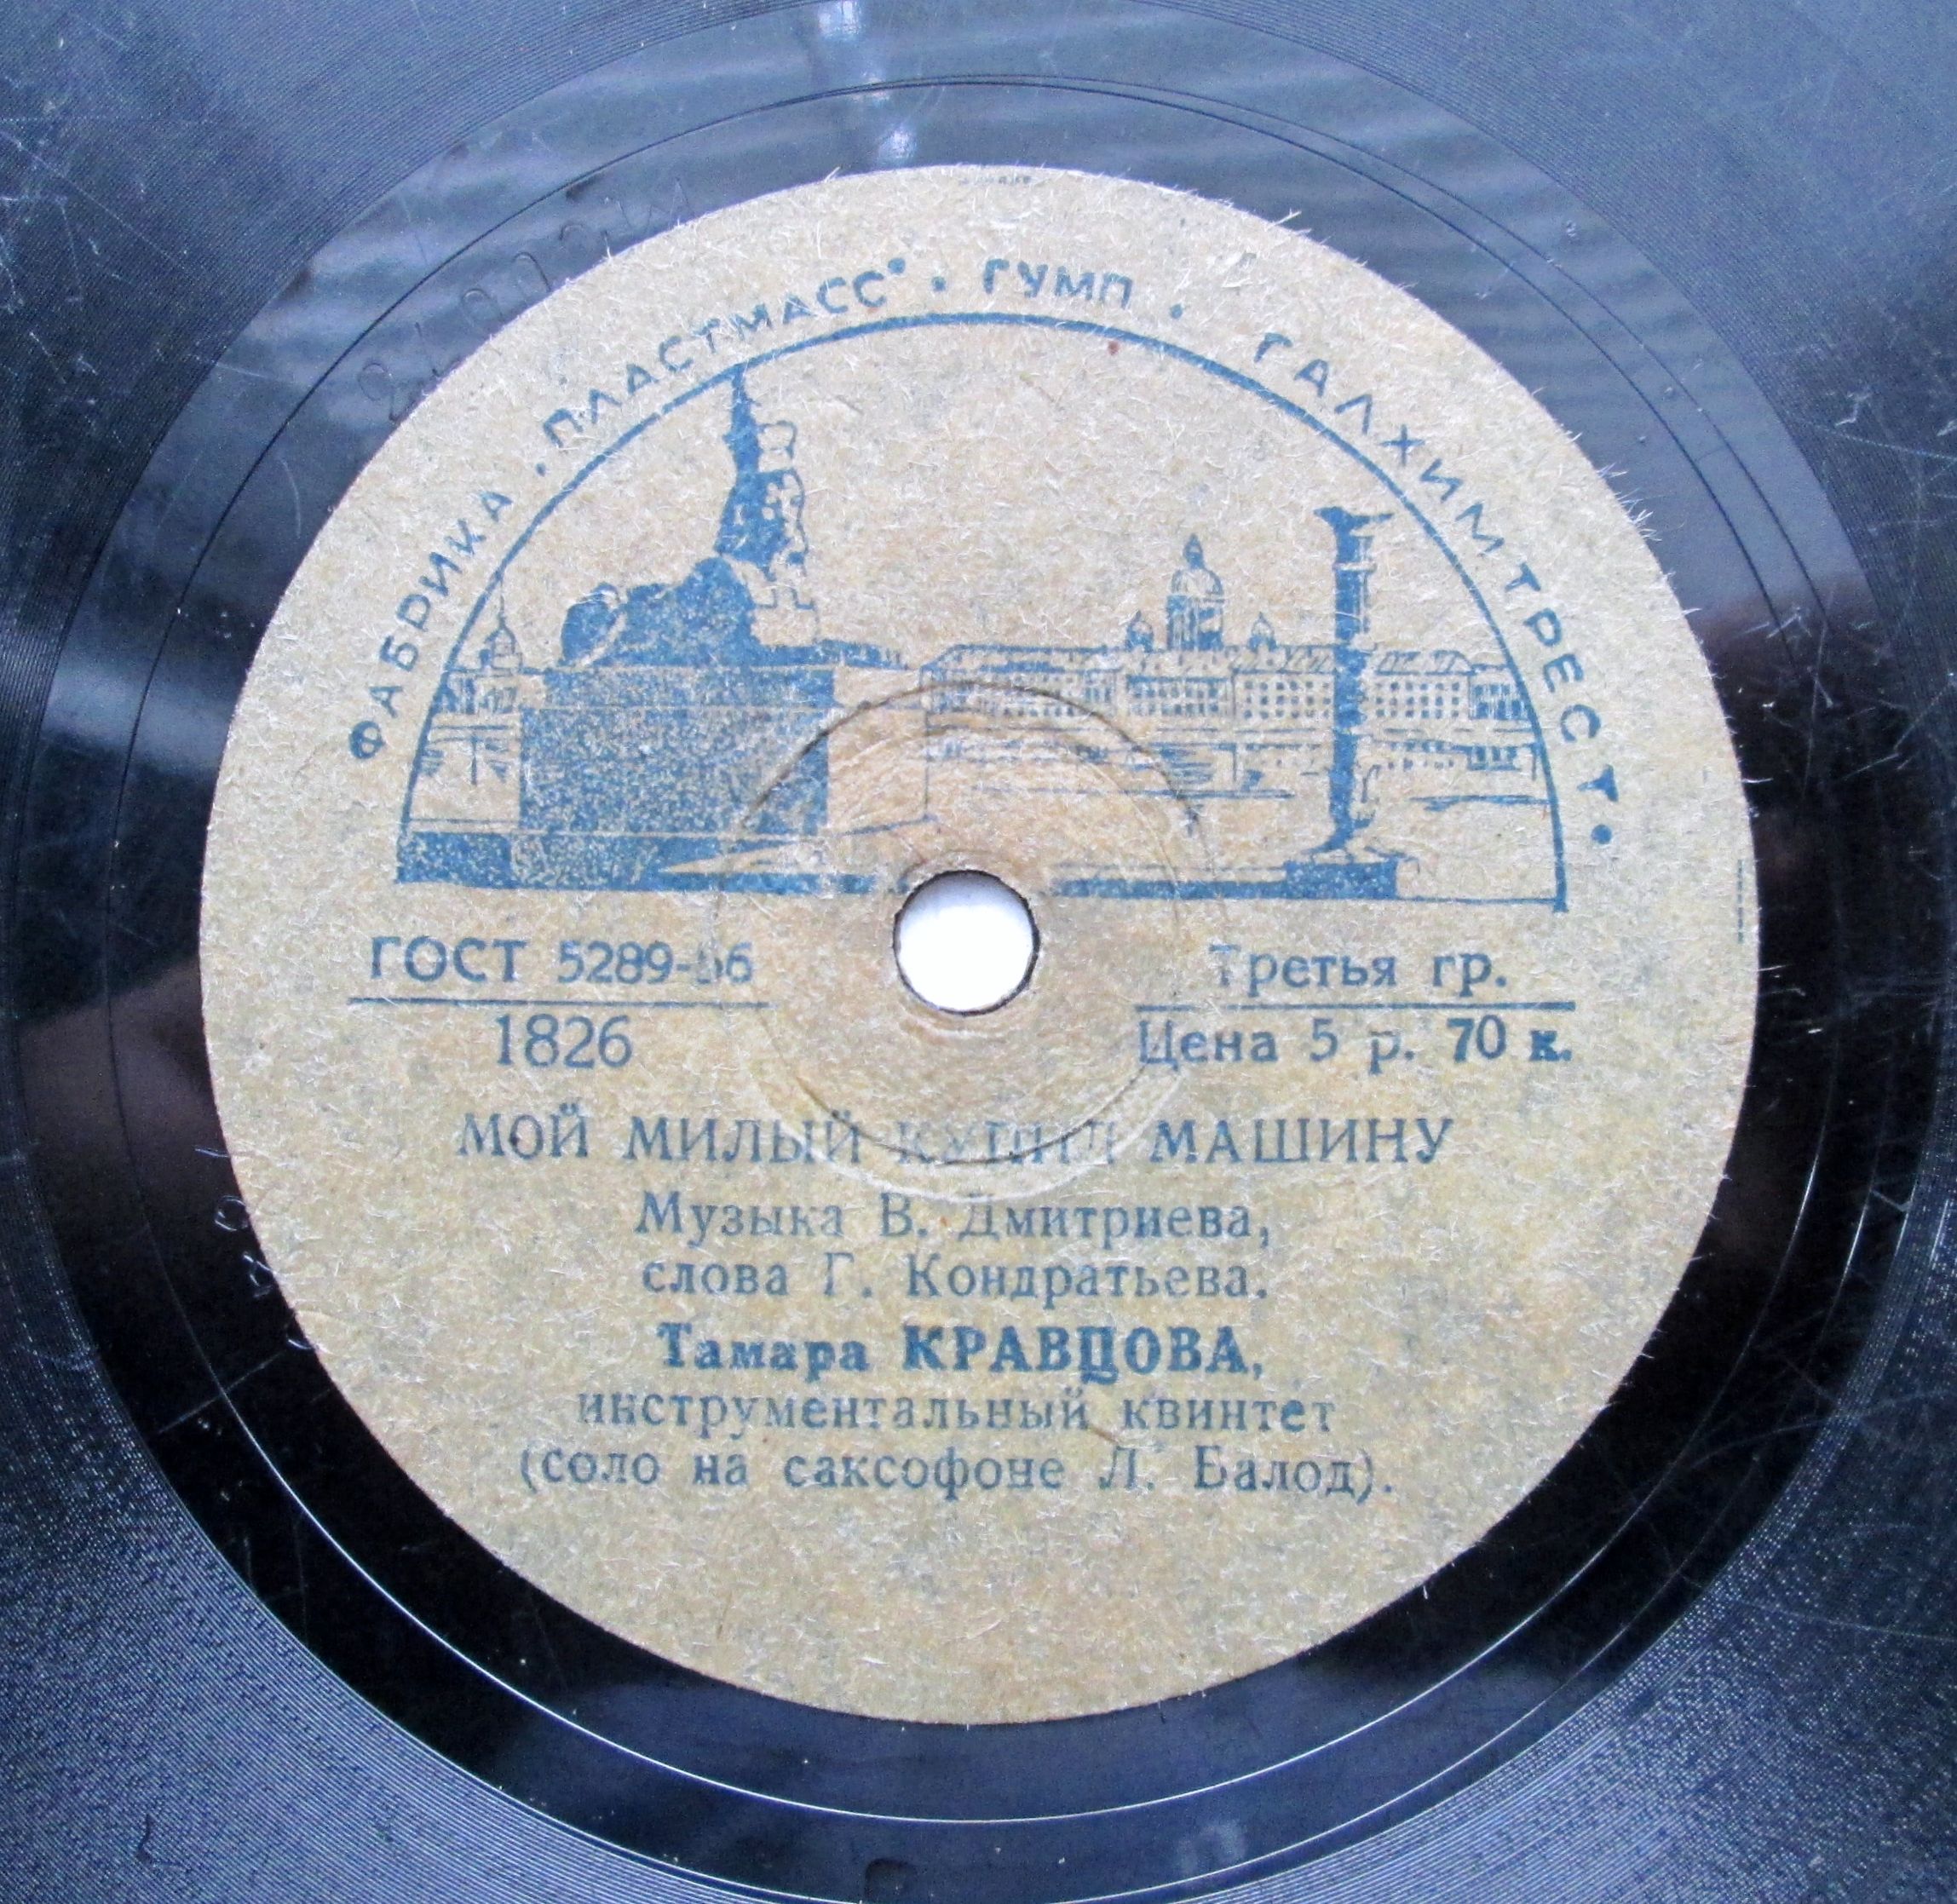 ФАБРИКА • ПЛАСТМАСС • ГУМП • ГАЛХИМТРЕСТ •
ГОСТ 5289-56
1826
Третья гр.
Цена 5 р. 70 к.
МОЙ МИЛЫЙ КУПИЛ МАШИНУ
Музыка В. Дмитриева,
слова Г. Кондратьева.
Тамара КРАВЦОВА,
инструментальный квинтет
(соло на саксофоне Л. Балод).